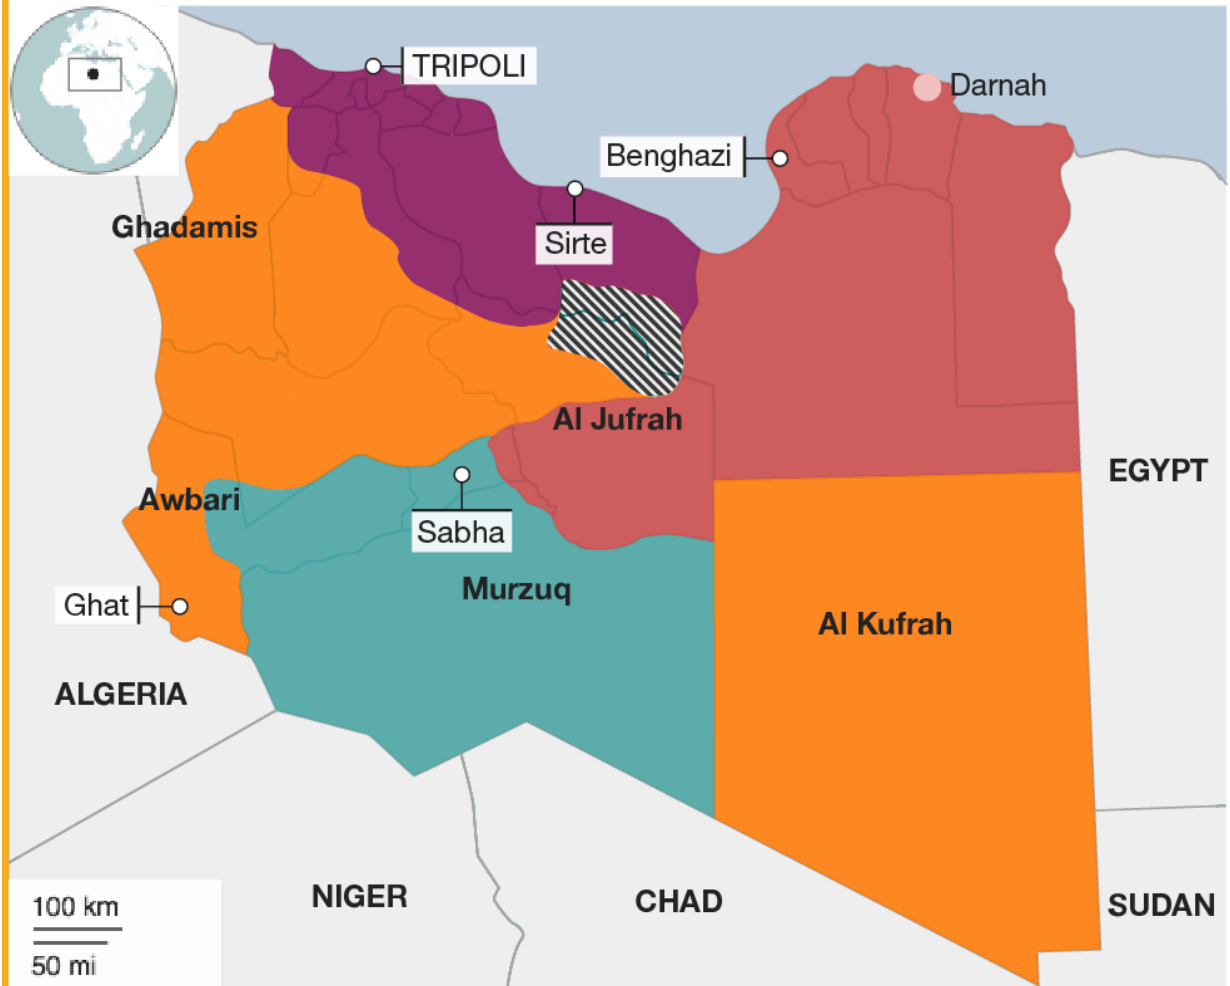 TRIPOLI
Darnah
Benghazi
Ghadamis
Sirte
Al Jufrah
EGYPT
Awbari
Sabha
Murzuq
Ghat
Al Kufrah
ALGERIA
NIGER
CHAD
SUDAN
100 km
50 mi